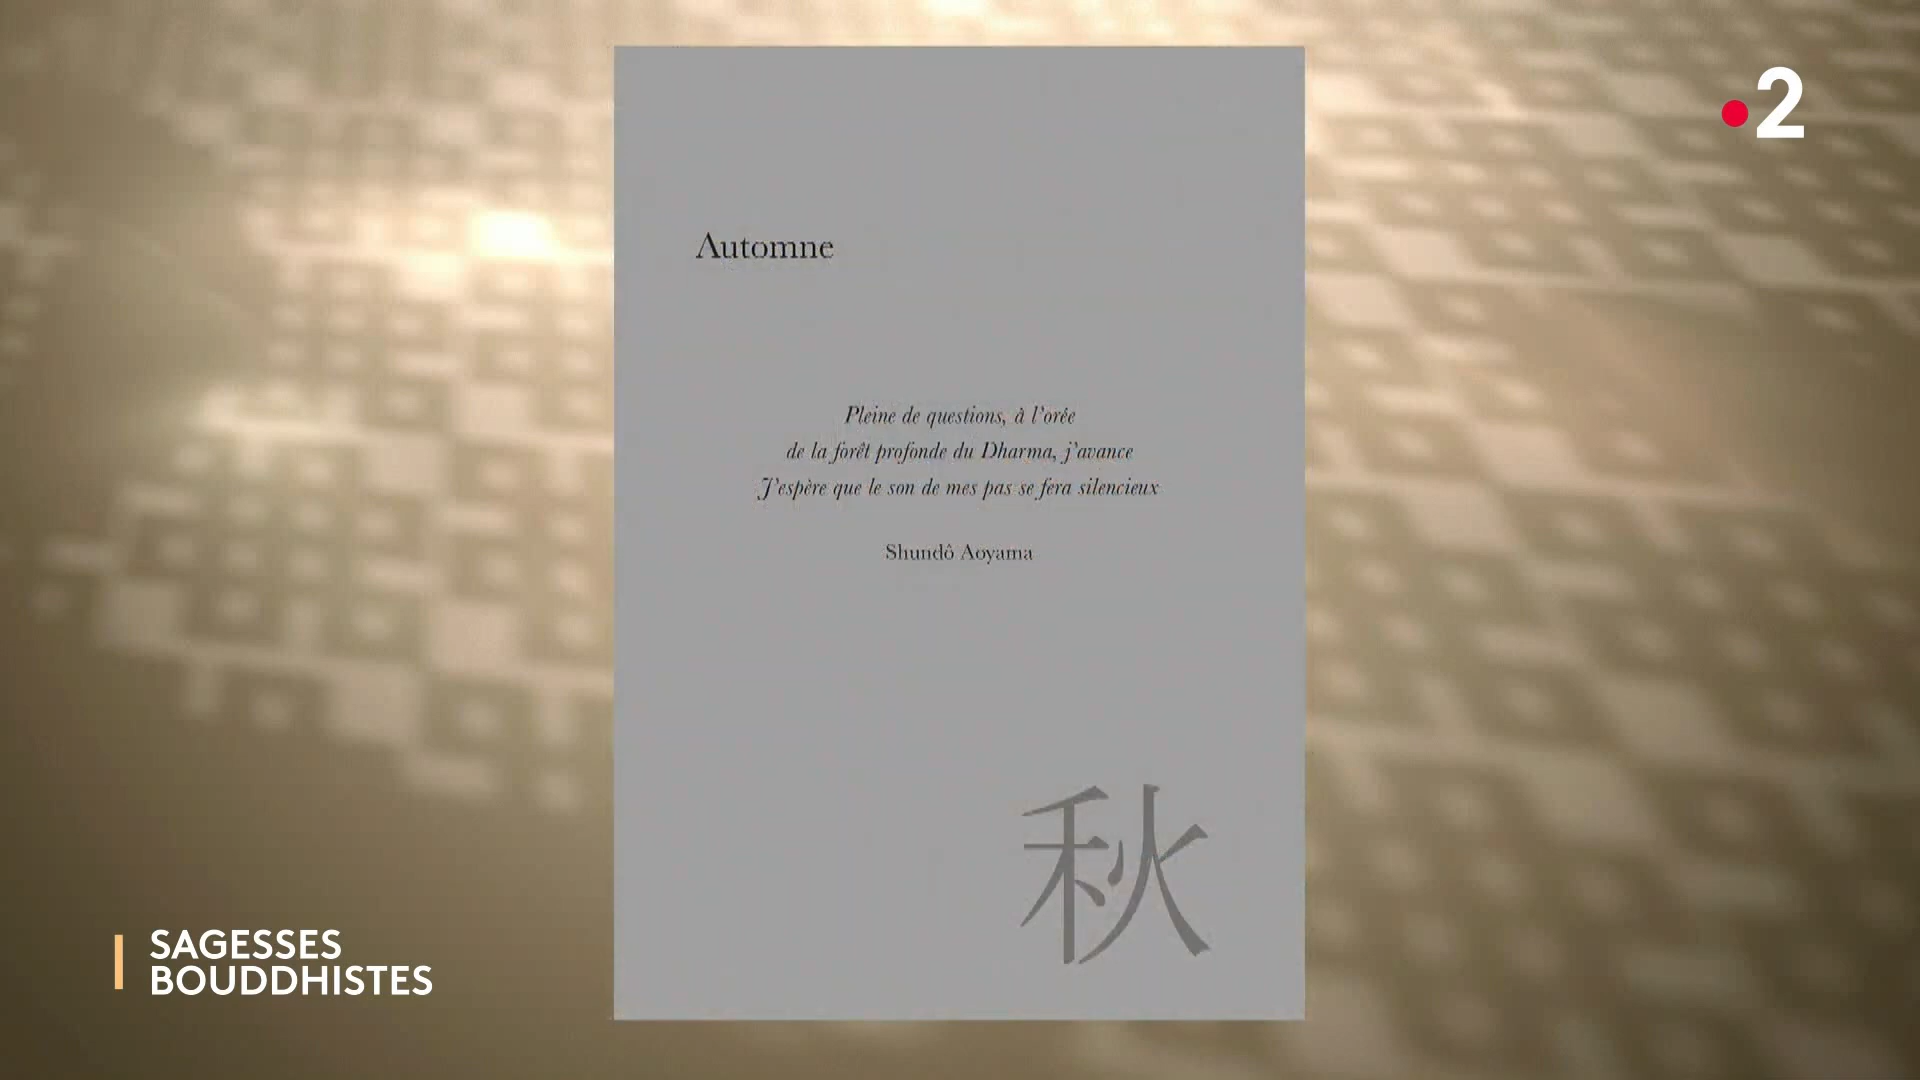 2
Automne
Pleine de questions, à l'orée
de la forêt profonde du Dharma, j'avance
J'espère que le son de mes pas se fera silencieux
Shundô Aoyama
秋
SAGESSES
BOUDDHISTES